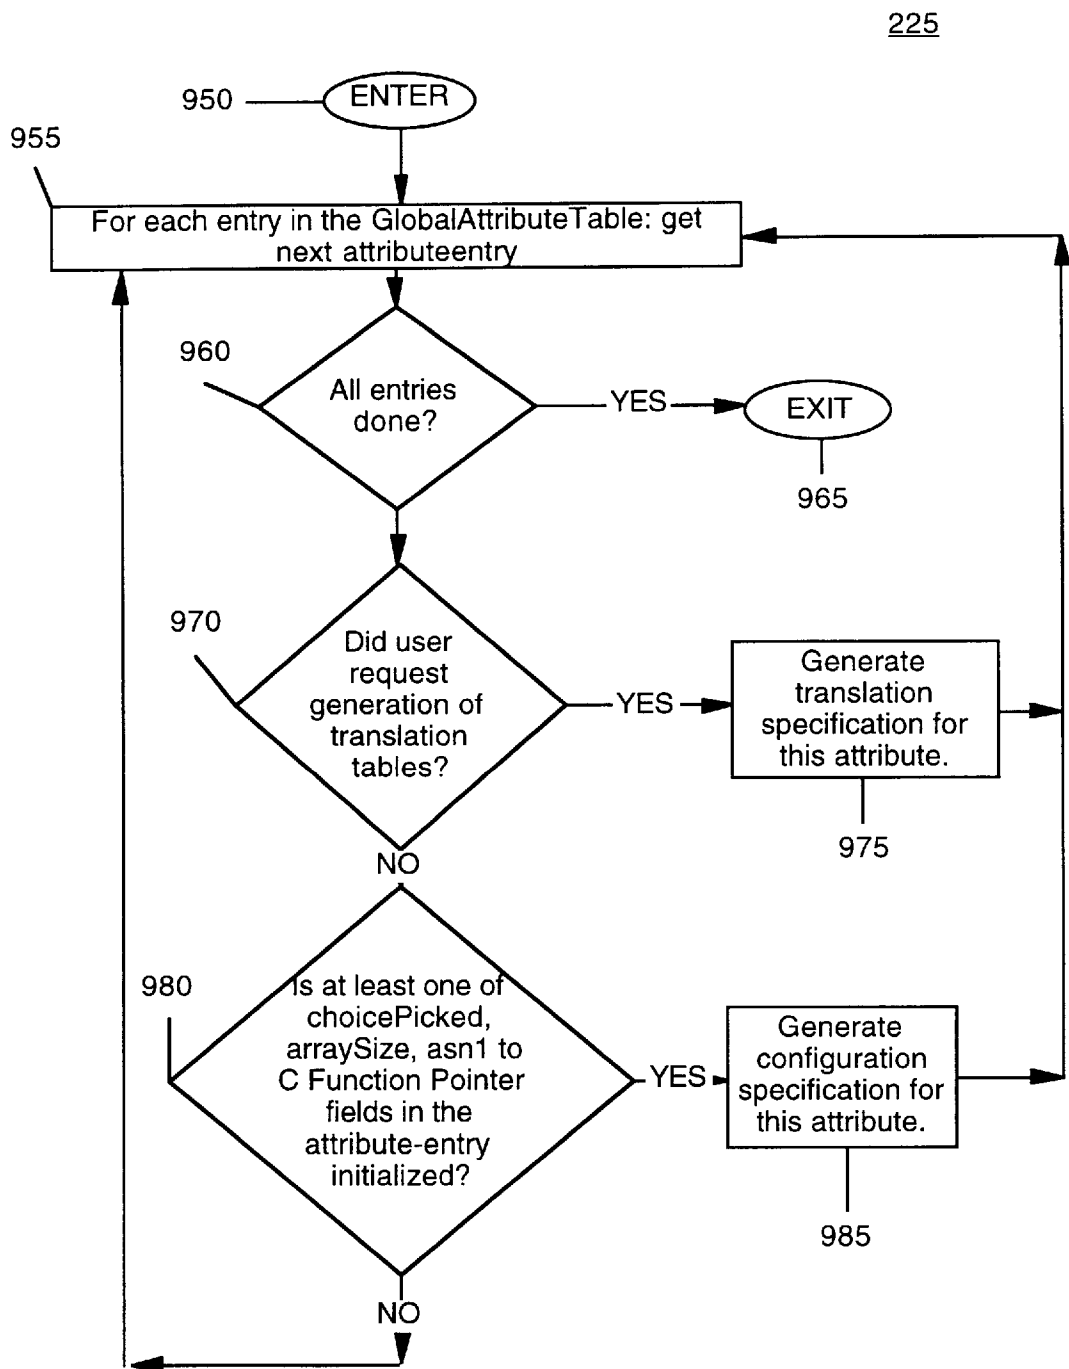 225
950
ENTER
955
For each entry in the GlobalAttributeTable: get
next attributeentry
960
All entries
done?
YES
EXIT
965
970
Did user
request
generation of
translation
tables?
YES
Generate
translation
specification for
this attribute.
975
NO
980
Is at least one of
choicePicked,
arraySize, asn1 to
C Function Pointer
fields in the
attribute-entry
initialized?
YES
Generate
configuration
specification for
this attribute.
985
NO